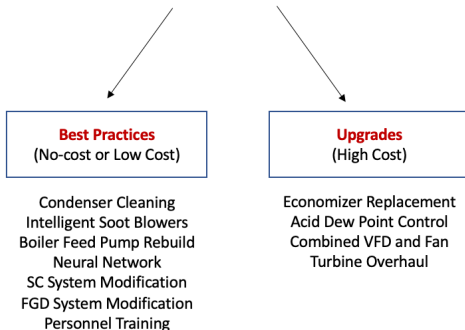 Best Practices
(No-cost or Low Cost)
Condenser Cleaning
Intelligent Soot Blowers
Boiler Feed Pump Rebuild
Neural Network
SC System Modification
FGD System Modification
Personnel Training
Upgrades
(High Cost)
Economizer Replacement
Acid Dew Point Control
Combined VFD and Fan
Turbine Overhaul